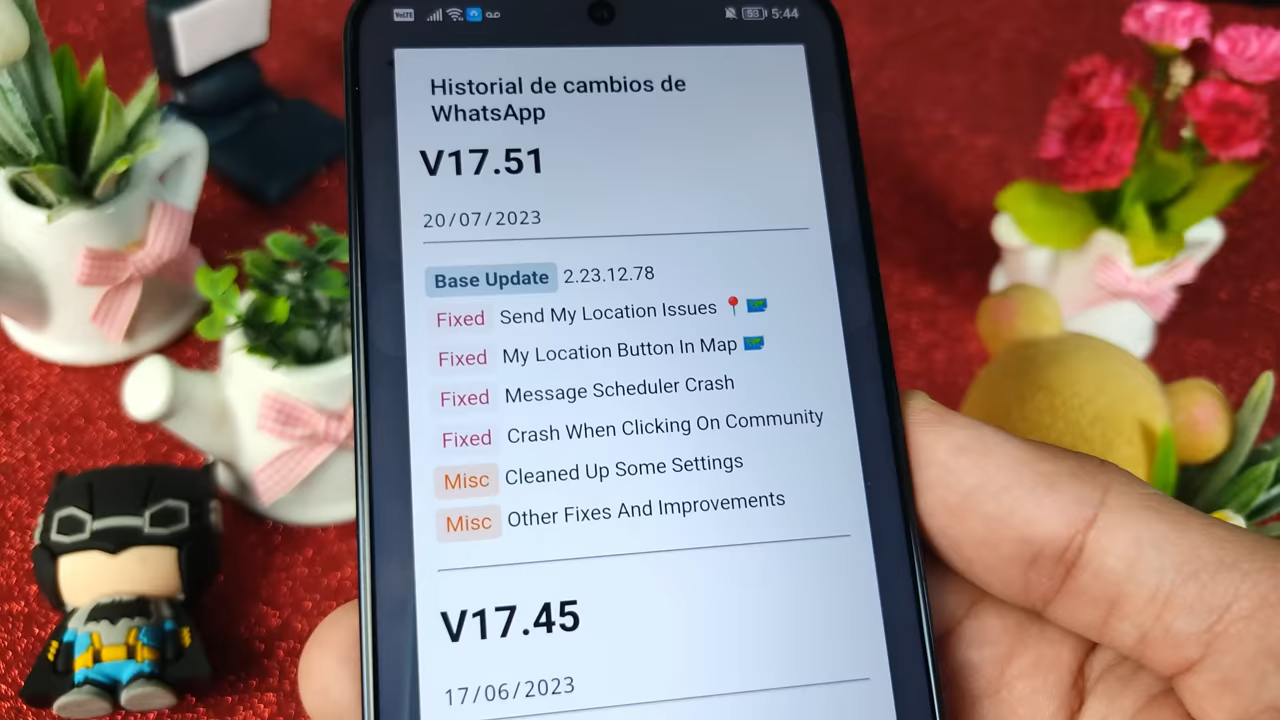 VoLTE 53 5:44
Historial de cambios de
WhatsApp
V17.51
20/07/2023
Base Update 2.23.12.78
Fixed Send My Location Issues 📍🗺️
Fixed My Location Button In Map 🗺️
Fixed Message Scheduler Crash
Fixed Crash When Clicking On Community
Misc Cleaned Up Some Settings
Misc Other Fixes And Improvements
V17.45
17/06/2023